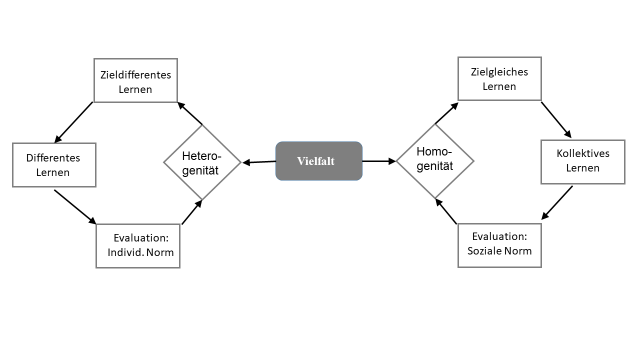 Zieldifferentes
Lernen
Differentes
Lernen
Evaluation:
Individ. Norm
Hetero-
genität
Vielfalt
Homo-
genität
Zielgleiches
Lernen
Kollektives
Lernen
Evaluation:
Soziale Norm